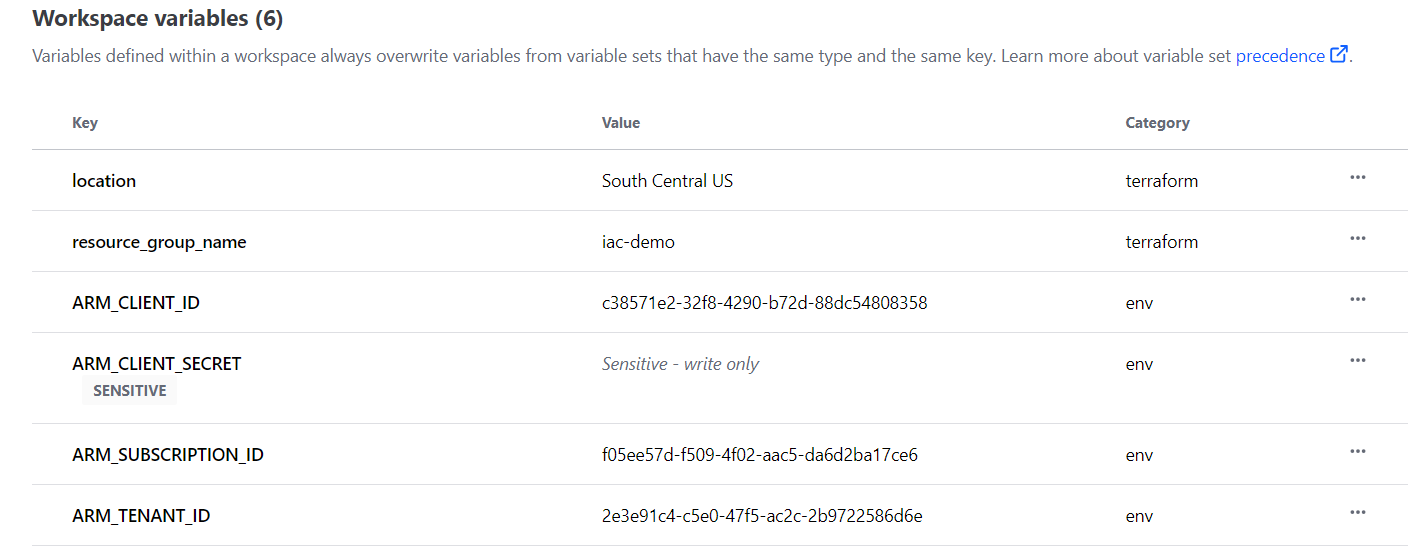 Workspace variables (6)
Variables defined within a workspace always overwrite variables from variable sets that have the same type and the same key. Learn more about variable set precedence.
Key Value Category
location South Central US terraform ...
resource_group_name iac-demo terraform ...
ARM_CLIENT_ID c38571e2-32f8-4290-b72d-88dc54808358 env ...
ARM_CLIENT_SECRET Sensitive - write only env ...
SENSITIVE
ARM_SUBSCRIPTION_ID f05ee57d-f509-4f02-aac5-da6d2ba17ce6 env ...
ARM_TENANT_ID 2e3e91c4-c5e0-47f5-ac2c-2b9722586d6e env ...